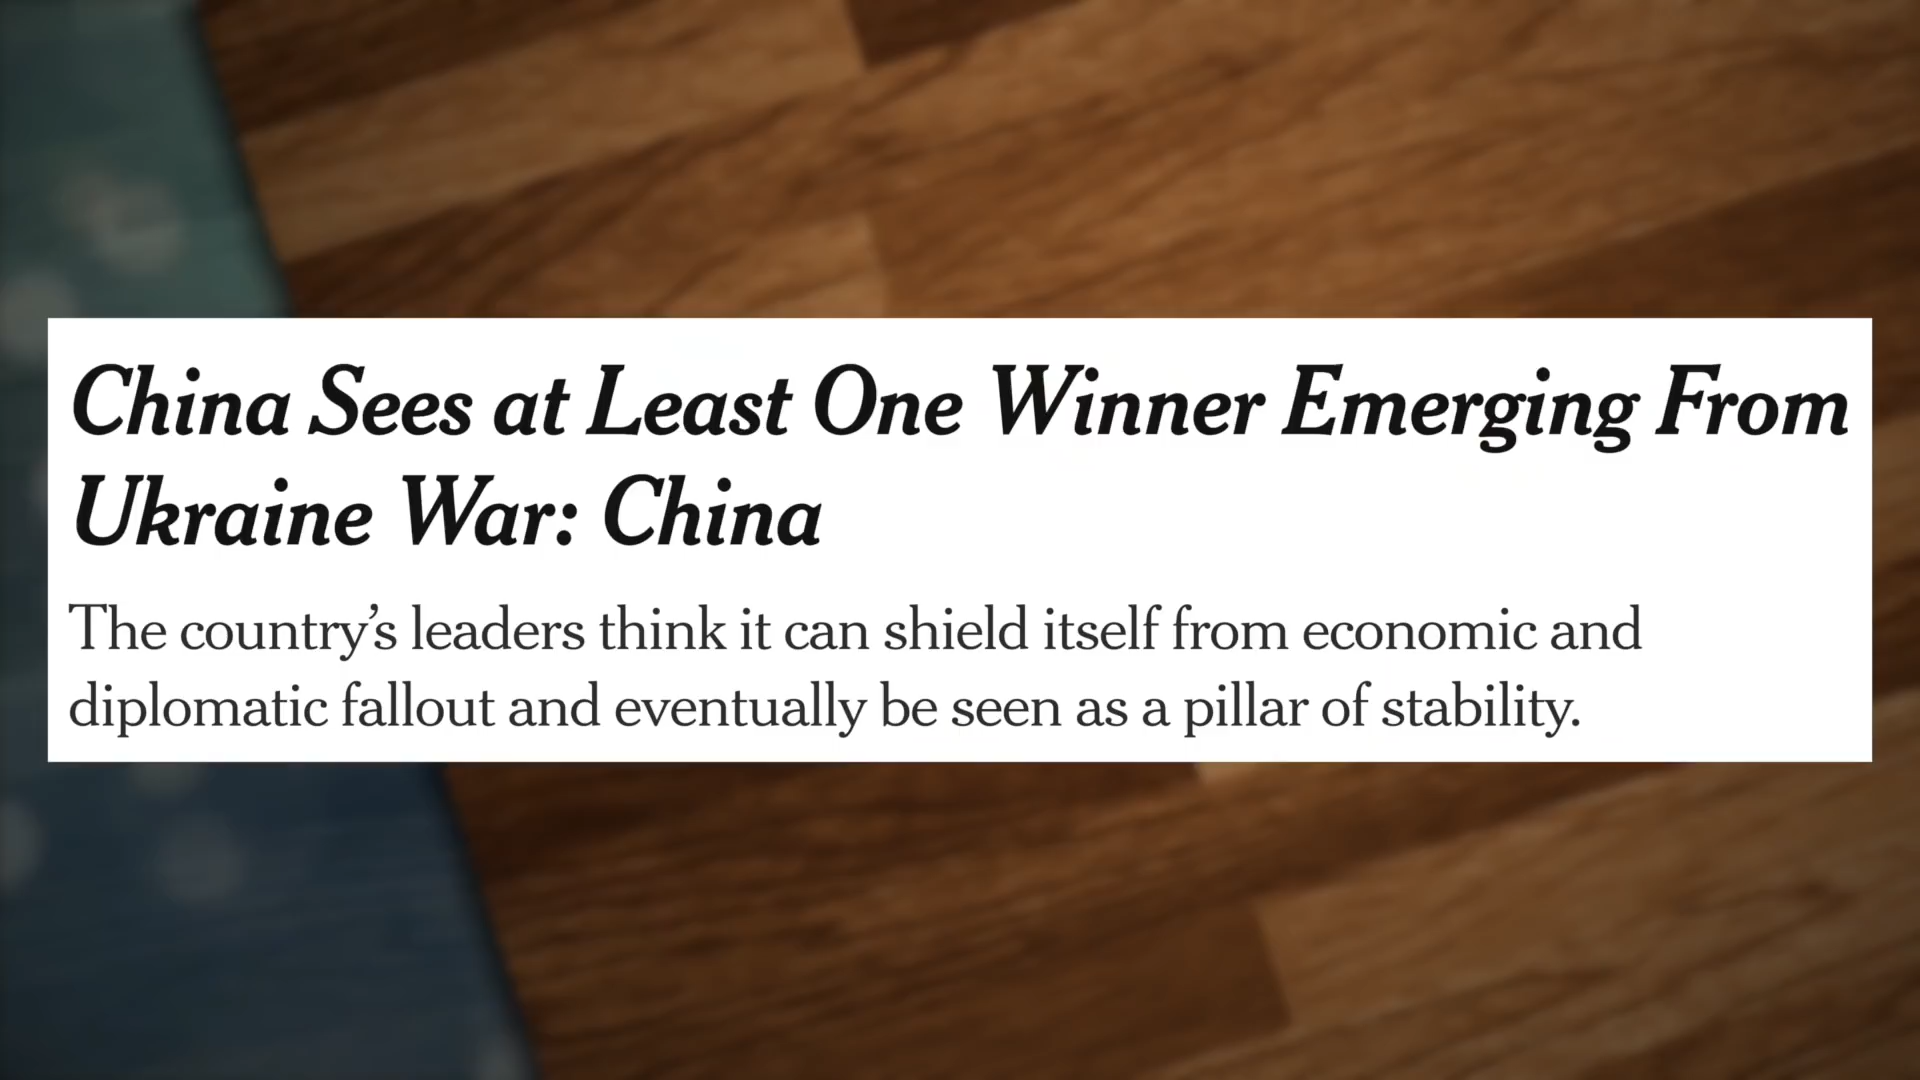 China Sees at Least One Winner Emerging From
Ukraine War: China
The country’s leaders think it can shield itself from economic and
diplomatic fallout and eventually be seen as a pillar of stability.